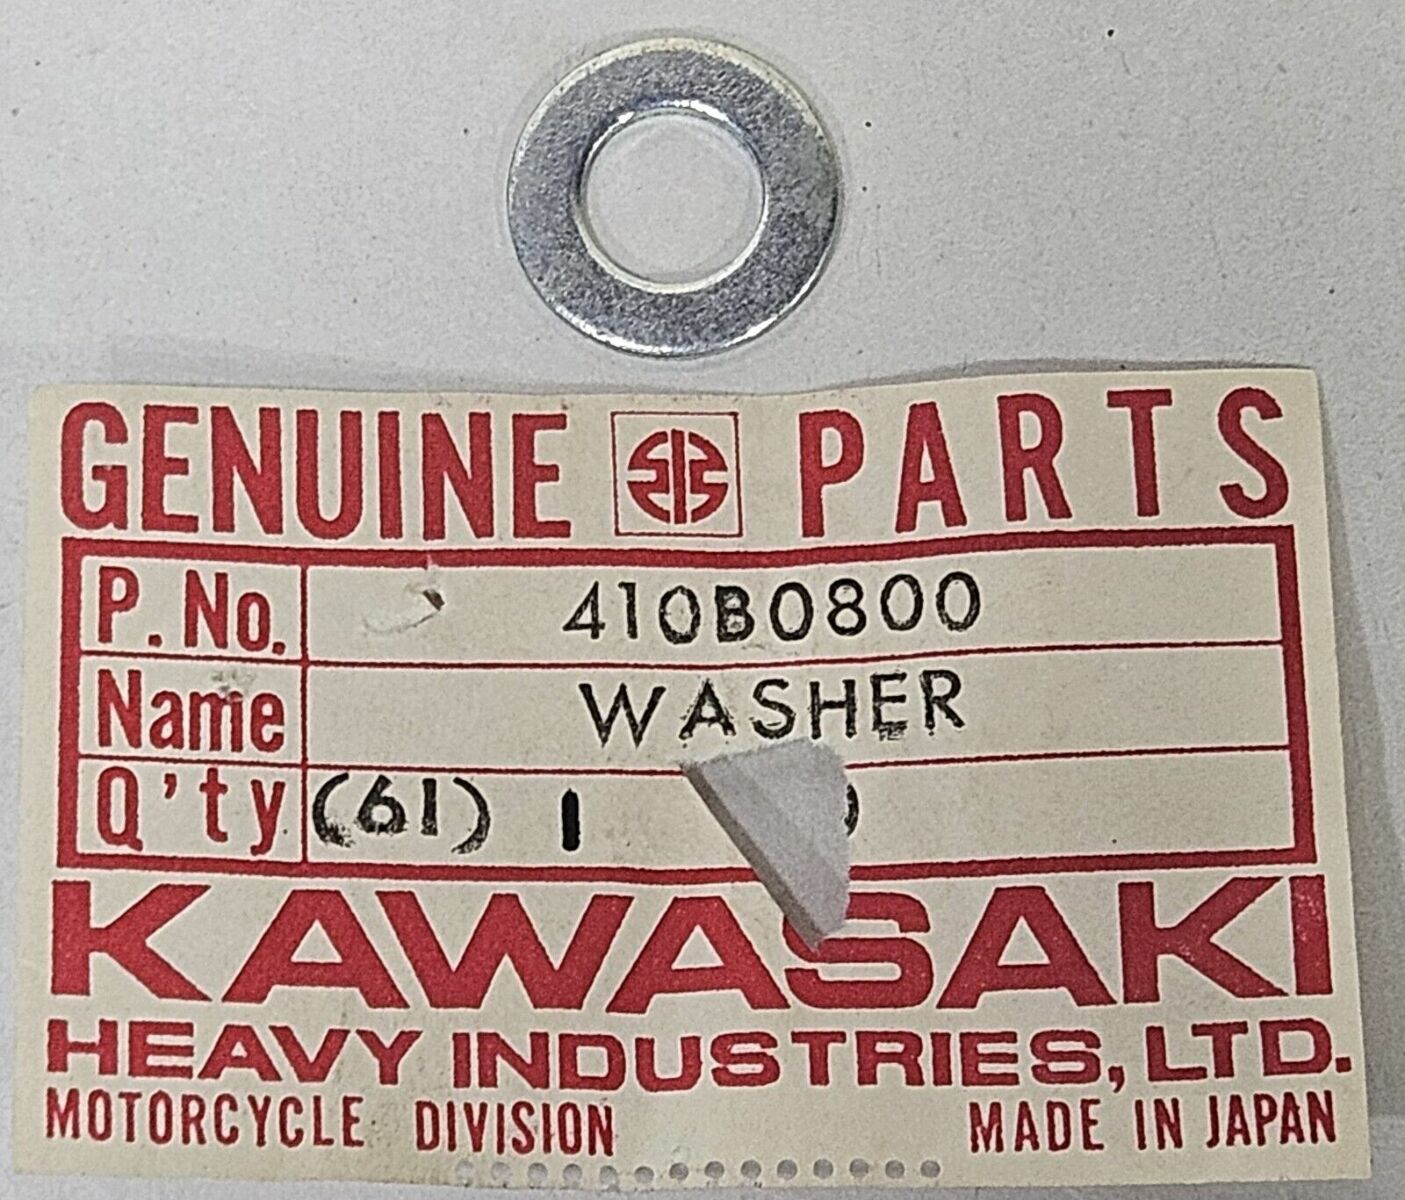 GENUINE PARTS
P. No. 410B0800
Name WASHER
Q'ty (61) 1 )
KAWASAKI
HEAVY INDUSTRIES, LTD.
MOTORCYCLE DIVISION MADE IN JAPAN